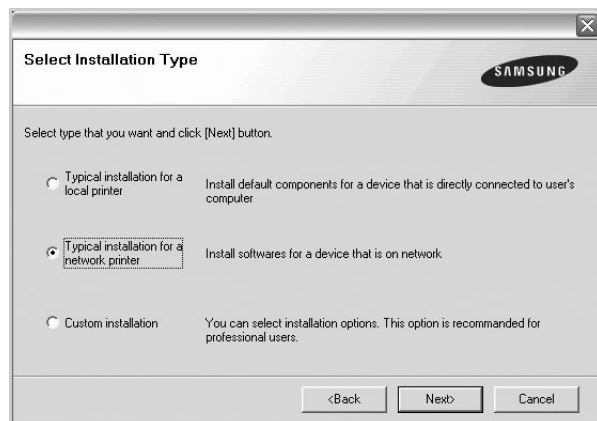 Select Installation Type
SAMSUNG
Select type that you want and click [Next] button.
Typical installation for a
local printer
Install default components for a device that is directly connected to user's
computer
Typical installation for a
network printer
Install softwares for a device that is on network
Custom installation
You can select installation options. This option is recommanded for
professional users.
<Back
Next>
Cancel